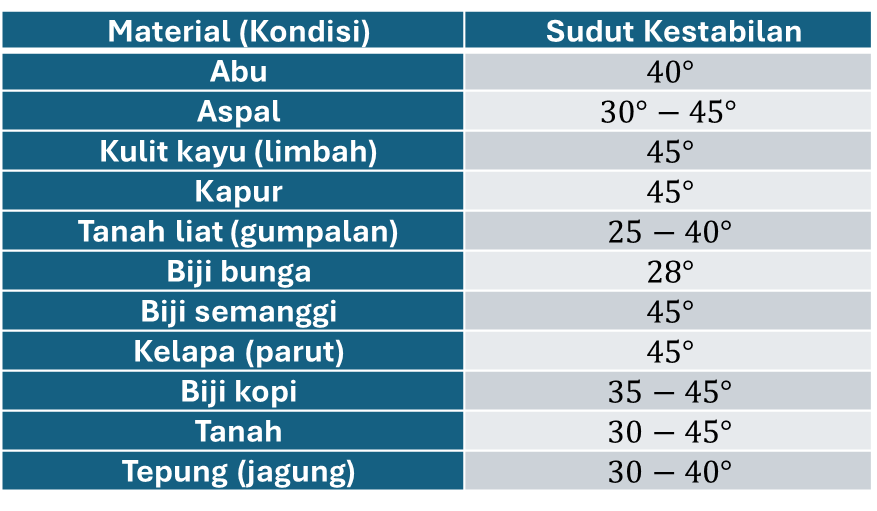 Material (Kondisi) Sudut Kestabilan
Abu 40°
Aspal 30° – 45°
Kulit kayu (limbah) 45°
Kapur 45°
Tanah liat (gumpalan) 25 – 40°
Biji bunga 28°
Biji semanggi 45°
Kelapa (parut) 45°
Biji kopi 35 – 45°
Tanah 30 – 45°
Tepung (jagung) 30 – 40°